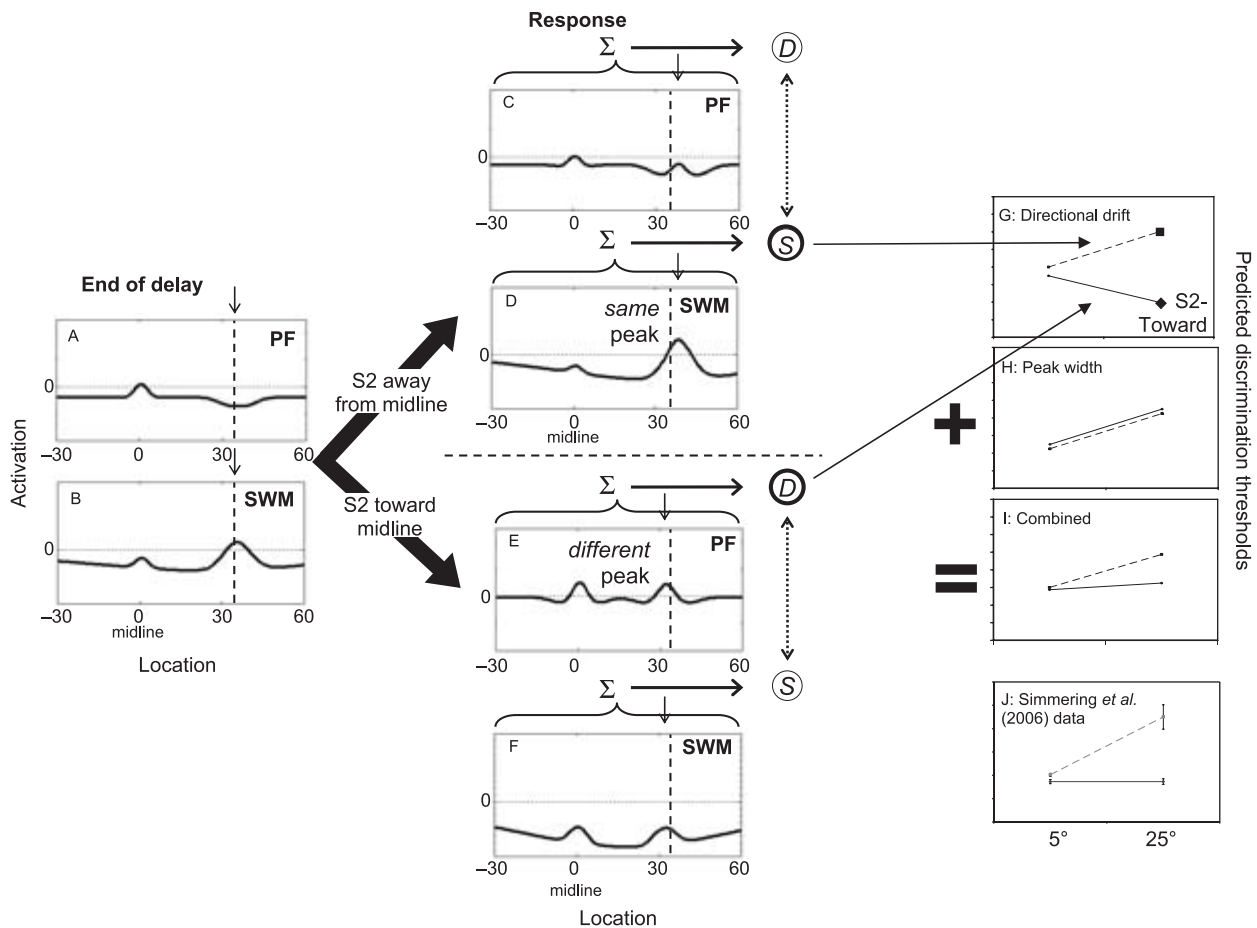 Response
Σ
D
C
PF
0
–30 0 30 60
Σ
S
D
SWM
same
peak
0
–30 0 30 60
midline
End of delay
A
PF
0
–30 0 30 60
B
SWM
0
–30 0 30 60
midline
Location
Activation
S2 away
from midline
S2 toward
midline
Σ
D
E
PF
different
peak
0
–30 0 30 60
Σ
S
F
SWM
0
–30 0 30 60
midline
Location
G: Directional drift
S2-
Toward
H: Peak width
+
I: Combined
=
J: Simmering et al.
(2006) data
5° 25°
Predicted discrimination thresholds